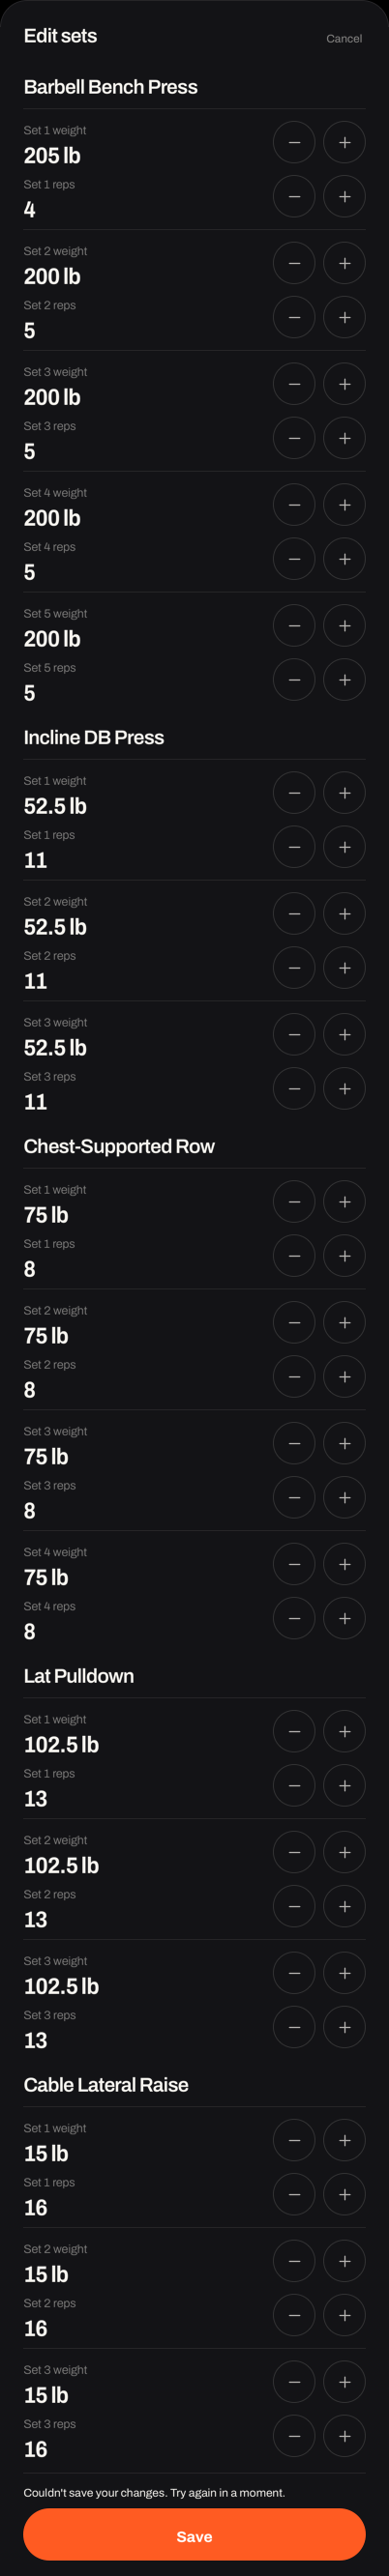 Edit sets
Cancel
Barbell Bench Press
Set 1 weight
205 lb
Set 1 reps
4
Set 2 weight
200 lb
Set 2 reps
5
Set 3 weight
200 lb
Set 3 reps
5
Set 4 weight
200 lb
Set 4 reps
5
Set 5 weight
200 lb
Set 5 reps
5
Incline DB Press
Set 1 weight
52.5 lb
Set 1 reps
11
Set 2 weight
52.5 lb
Set 2 reps
11
Set 3 weight
52.5 lb
Set 3 reps
11
Chest-Supported Row
Set 1 weight
75 lb
Set 1 reps
8
Set 2 weight
75 lb
Set 2 reps
8
Set 3 weight
75 lb
Set 3 reps
8
Set 4 weight
75 lb
Set 4 reps
8
Lat Pulldown
Set 1 weight
102.5 lb
Set 1 reps
13
Set 2 weight
102.5 lb
Set 2 reps
13
Set 3 weight
102.5 lb
Set 3 reps
13
Cable Lateral Raise
Set 1 weight
15 lb
Set 1 reps
16
Set 2 weight
15 lb
Set 2 reps
16
Set 3 weight
15 lb
Set 3 reps
16
Couldn't save your changes. Try again in a moment.
Save